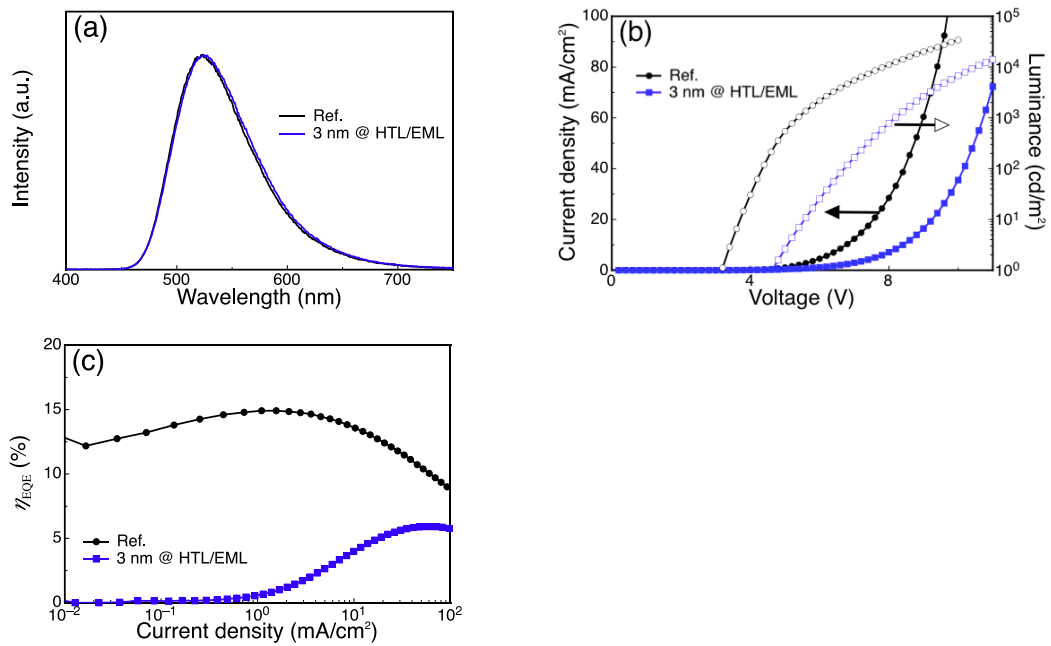 (a)
Intensity (a.u.)
Ref.
3 nm @ HTL/EML
400
500
600
700
Wavelength (nm)
(b)
Current density (mA/cm²)
100
80
60
40
20
0
Ref.
3 nm @ HTL/EML
10⁵
10⁴
10³
10²
10¹
10⁰
Luminance (cd/m²)
0
4
8
Voltage (V)
(c)
η_EQE (%)
20
15
10
5
0
Ref.
3 nm @ HTL/EML
10⁻²
10⁻¹
10⁰
10¹
10²
Current density (mA/cm²)